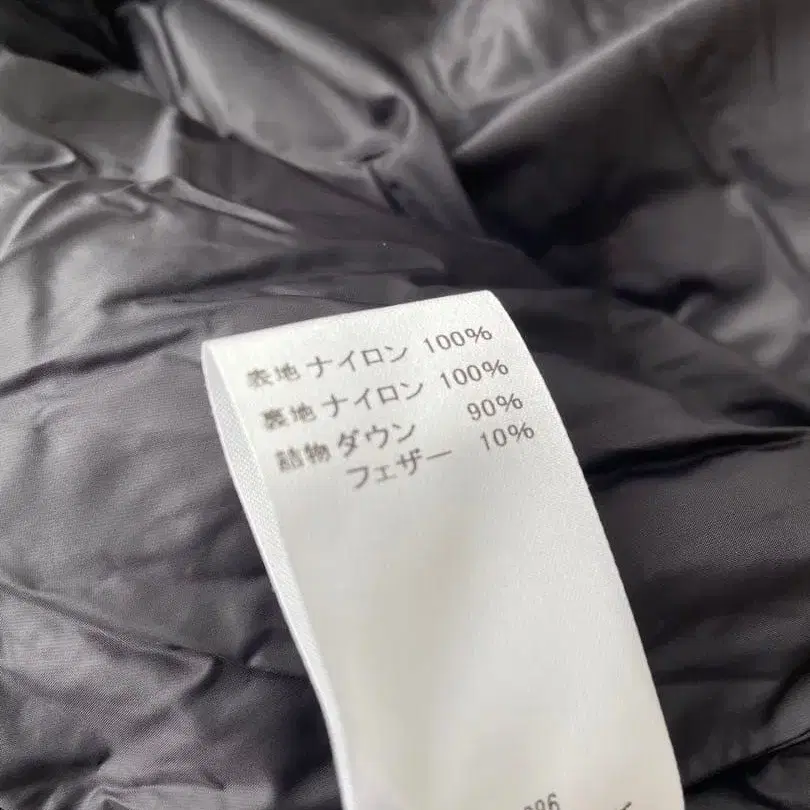 表地 ナイロン 100%
裏地 ナイロン 100%
詰物 ダウン 90%
フェザー 10%